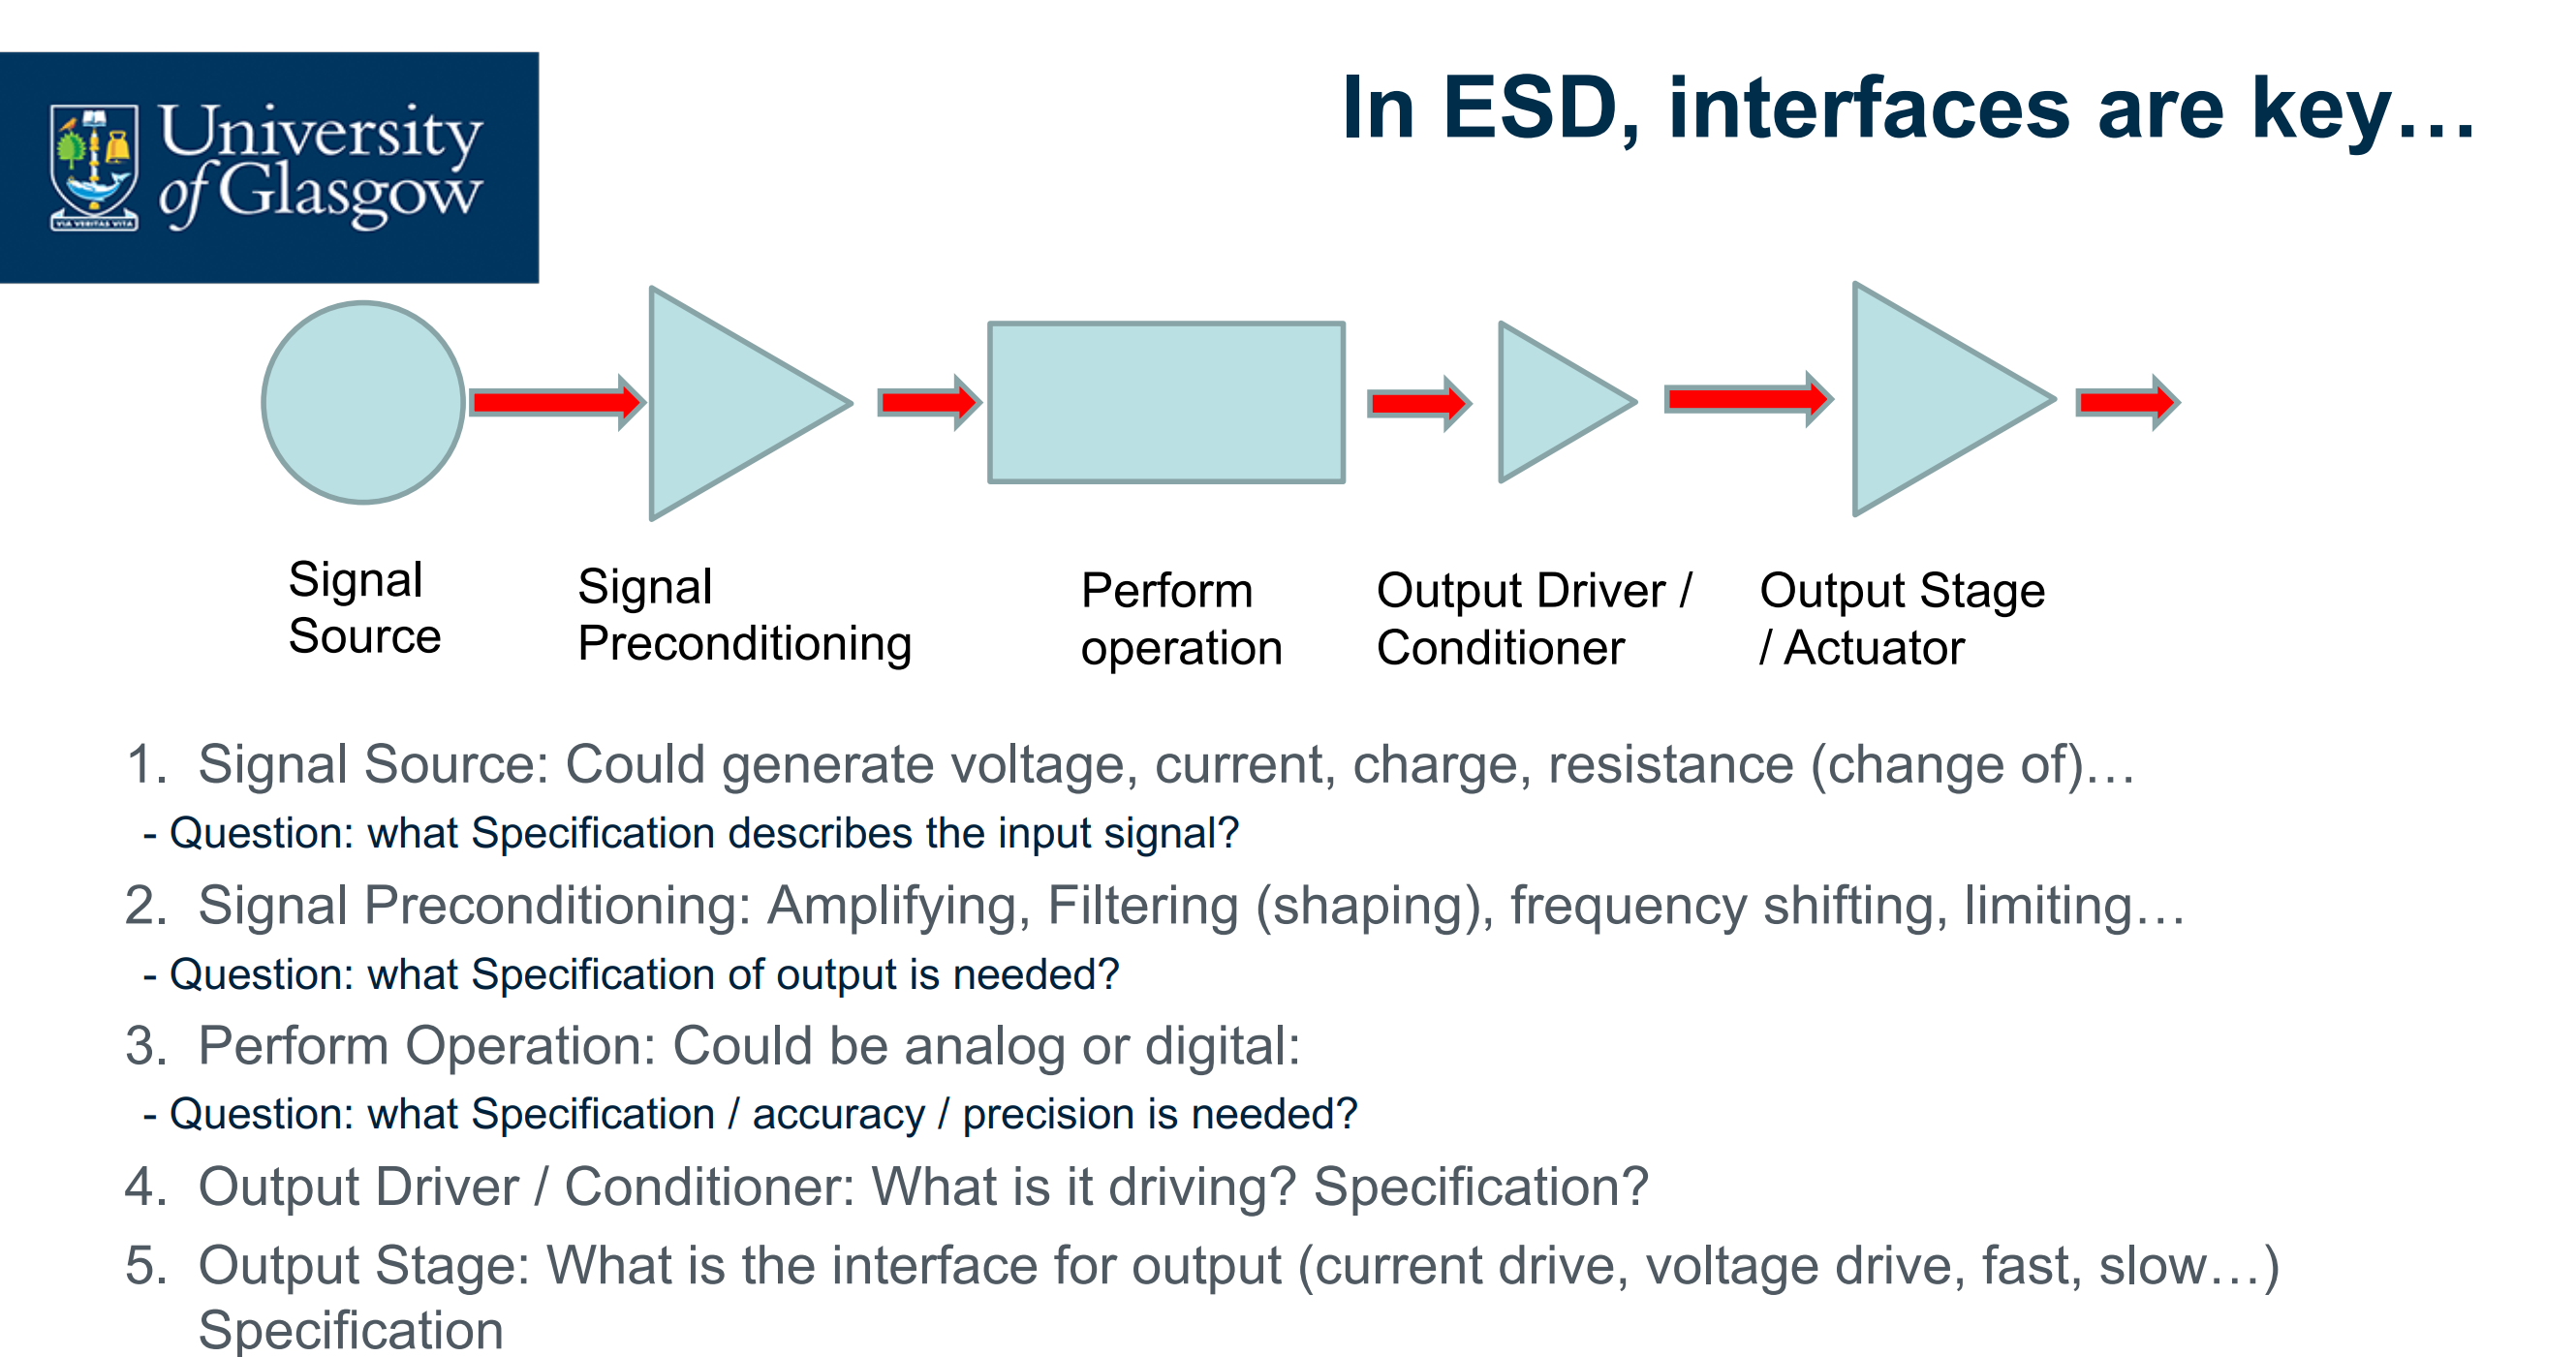 University
of Glasgow
VIA VERITAS VITA
In ESD, interfaces are key…
Signal
Source
Signal
Preconditioning
Perform
operation
Output Driver /
Conditioner
Output Stage
/ Actuator
1. Signal Source: Could generate voltage, current, charge, resistance (change of)…
- Question: what Specification describes the input signal?
2. Signal Preconditioning: Amplifying, Filtering (shaping), frequency shifting, limiting…
- Question: what Specification of output is needed?
3. Perform Operation: Could be analog or digital:
- Question: what Specification / accuracy / precision is needed?
4. Output Driver / Conditioner: What is it driving? Specification?
5. Output Stage: What is the interface for output (current drive, voltage drive, fast, slow…)
Specification